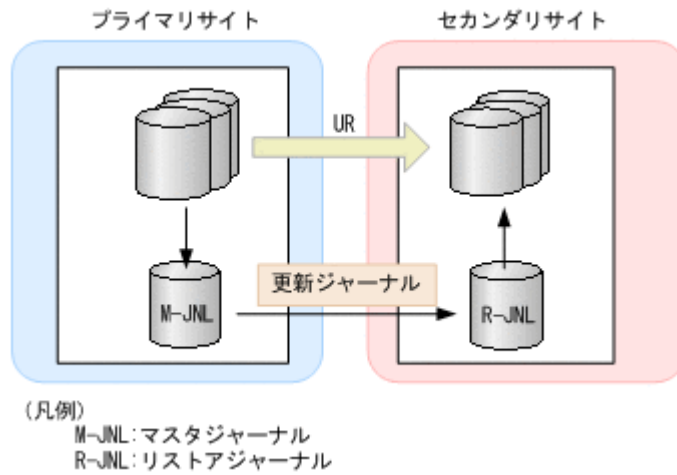 プライマリサイト
セカンダリサイト
UR
更新ジャーナル
M-JNL
R-JNL
(凡例)
M-JNL:マスタジャーナル
R-JNL:リストアジャーナル